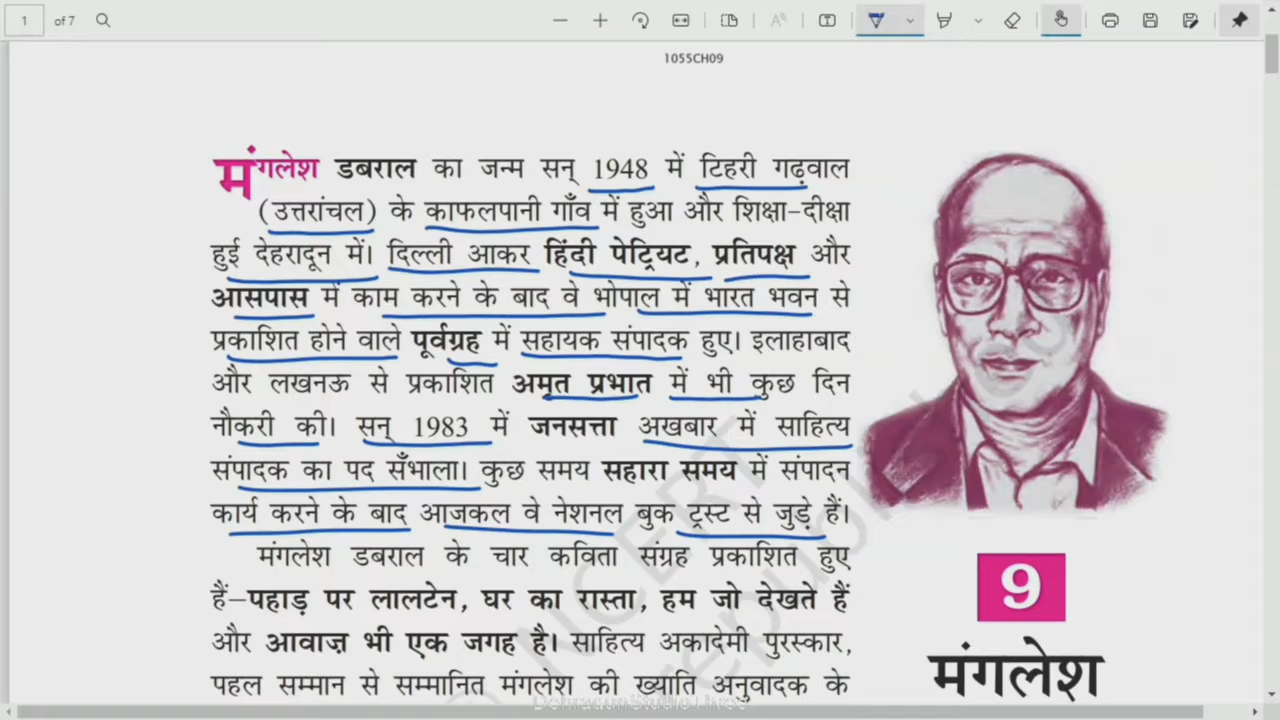 1 of 7
1055CH09
मंगलेश डबराल का जन्म सन् 1948 में टिहरी गढ़वाल
(उत्तरांचल) के काफलपानी गाँव में हुआ और शिक्षा-दीक्षा
हुई देहरादून में। दिल्ली आकर हिंदी पेट्रियट, प्रतिपक्ष और
आसपास में काम करने के बाद वे भोपाल में भारत भवन से
प्रकाशित होने वाले पूर्वग्रह में सहायक संपादक हुए। इलाहाबाद
और लखनऊ से प्रकाशित अमृत प्रभात में भी कुछ दिन
नौकरी की। सन् 1983 में जनसत्ता अखबार में साहित्य
संपादक का पद सँभाला। कुछ समय सहारा समय में संपादन
कार्य करने के बाद आजकल वे नेशनल बुक ट्रस्ट से जुड़े हैं।
मंगलेश डबराल के चार कविता संग्रह प्रकाशित हुए
हैं–पहाड़ पर लालटेन, घर का रास्ता, हम जो देखते हैं
और आवाज़ भी एक जगह है। साहित्य अकादेमी पुरस्कार,
पहल सम्मान से सम्मानित मंगलेश की ख्याति अनुवादक के
9
मंगलेश
NCERT
republi